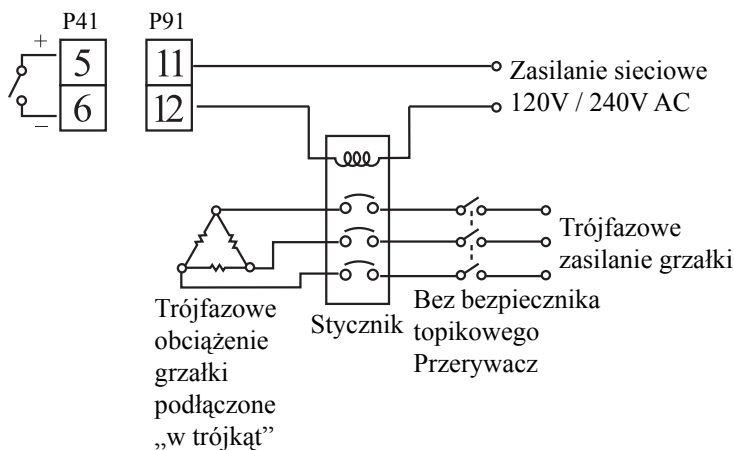 P41 P91
+
5 11
6 12
–
Zasilanie sieciowe
120V / 240V AC
Trójfazowe
zasilanie grzałki
Bez bezpiecznika
topikowego
Przerywacz
Stycznik
Trójfazowe
obciążenie
grzałki
podłączone
„w trójkąt”